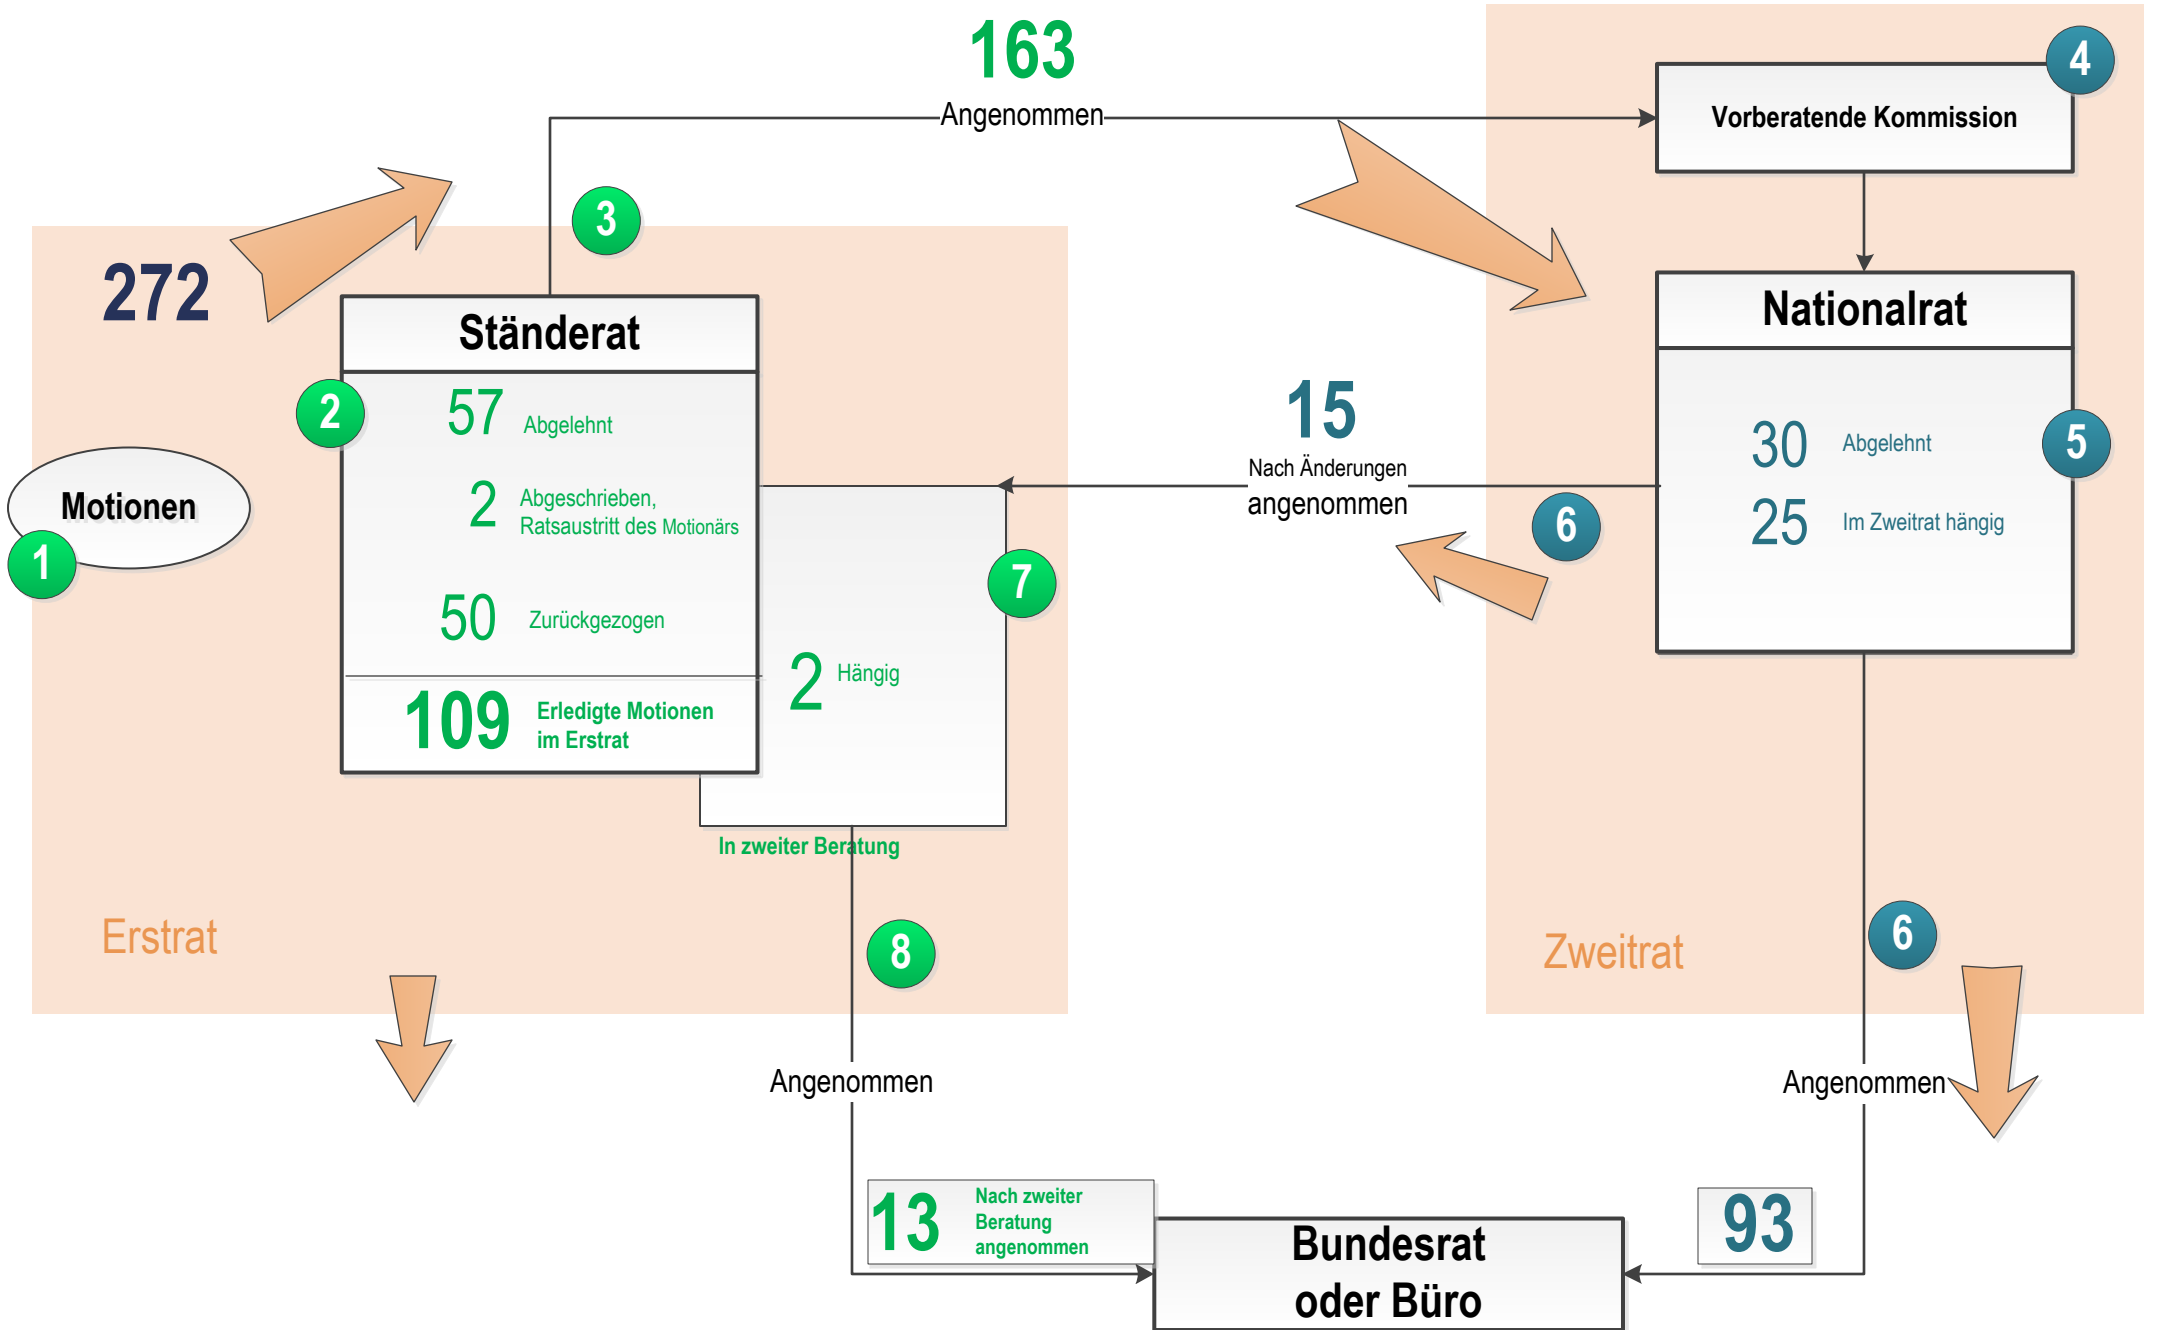 163
Angenommen
4
Vorberatende Kommission
3
272
Ständerat
2
57 Abgelehnt
2 Abgeschrieben,
Ratsaustritt des Motionärs
50 Zurückgezogen
109 Erledigte Motionen
im Erstrat
Motionen
1
Nationalrat
30 Abgelehnt
25 Im Zweitrat hängig
5
15
Nach Änderungen
angenommen
6
7
2 Hängig
In zweiter Beratung
Erstrat
8
Zweitrat
6
Angenommen
Angenommen
13 Nach zweiter
Beratung
angenommen
Bundesrat
oder Büro
93